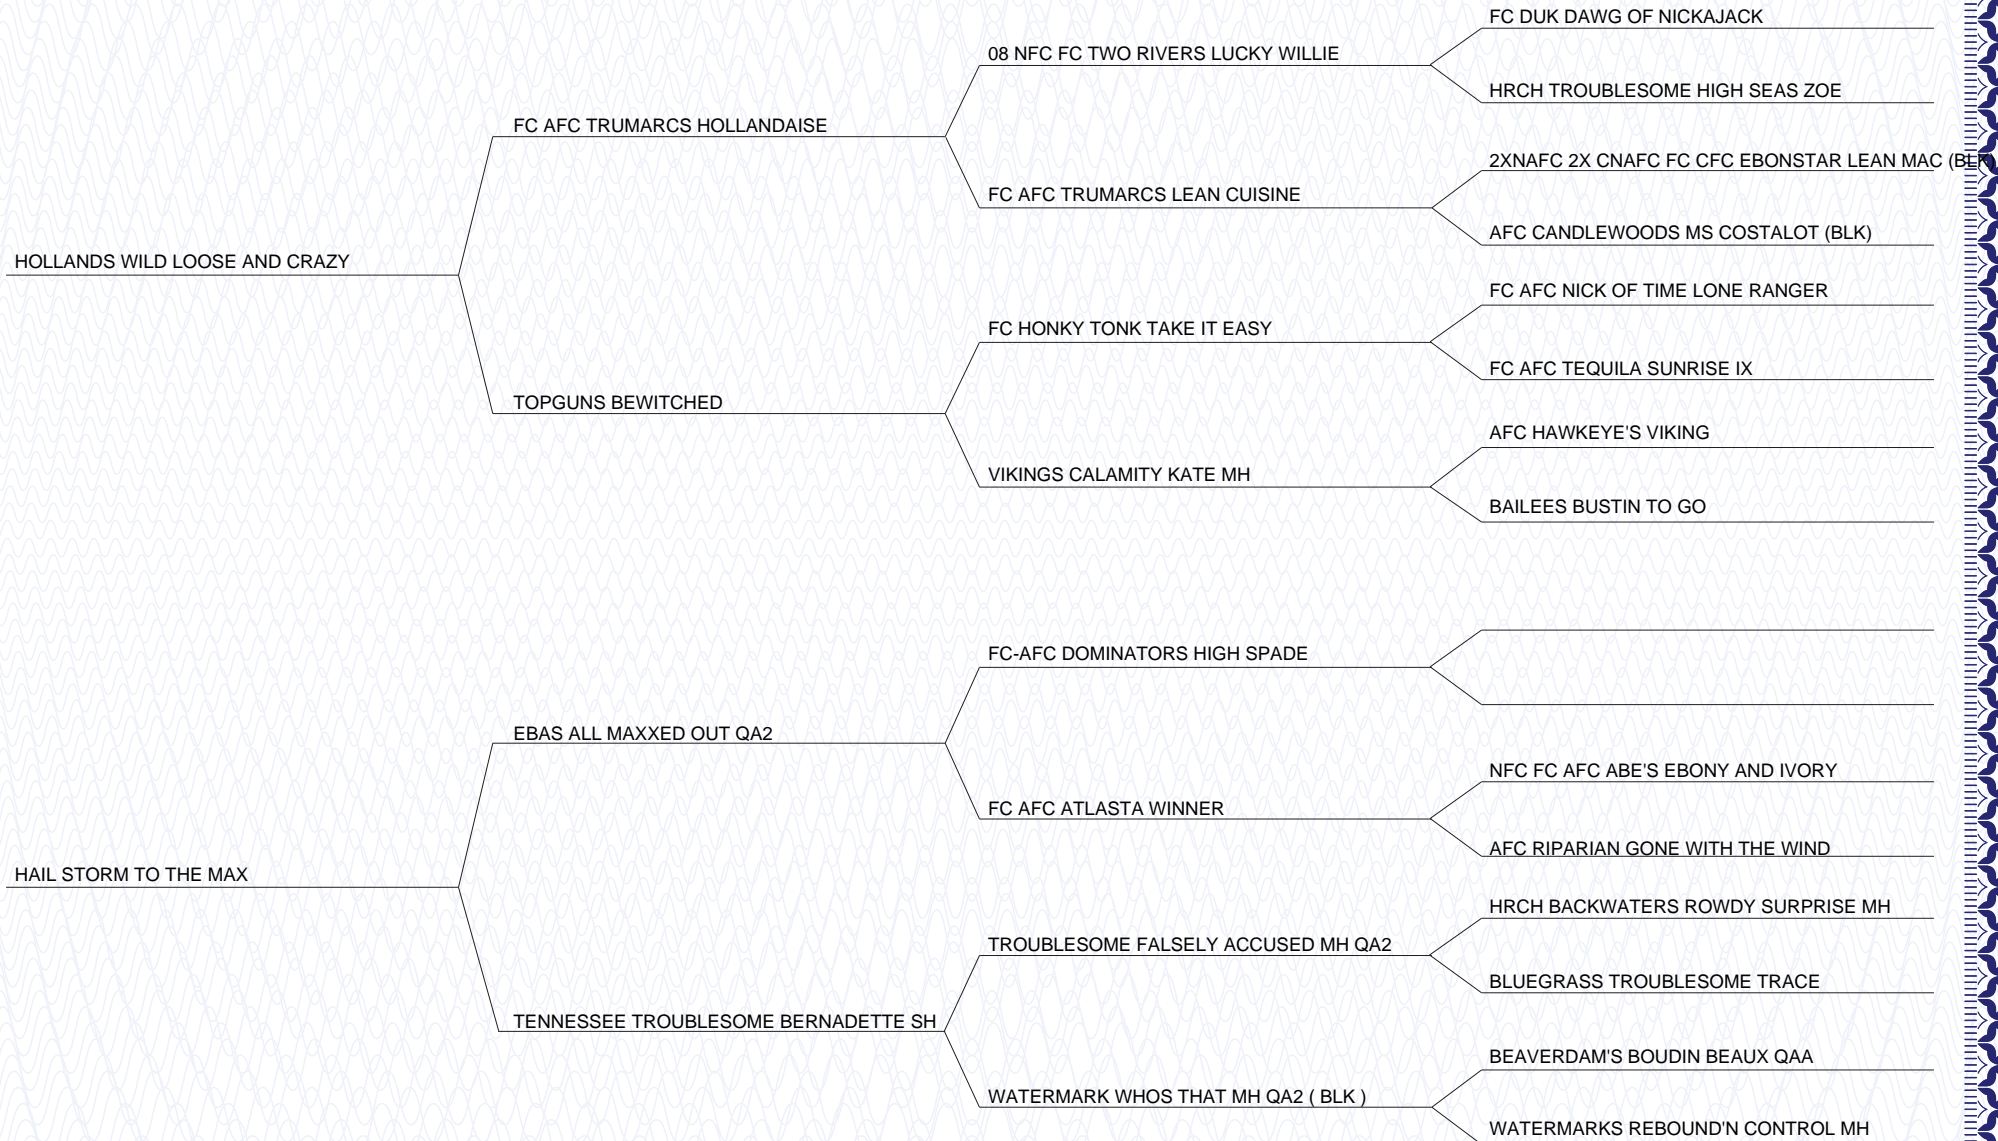 FC DUK DAWG OF NICKAJACK
08 NFC FC TWO RIVERS LUCKY WILLIE
HRCH TROUBLESOME HIGH SEAS ZOE
FC AFC TRUMARCS HOLLANDAISE
2XNAFC 2X CNAFC FC CFC EBONSTAR LEAN MAC (BLK)
FC AFC TRUMARCS LEAN CUISINE
AFC CANDLEWOODS MS COSTALOT (BLK)
HOLLANDS WILD LOOSE AND CRAZY
FC AFC NICK OF TIME LONE RANGER
FC HONKY TONK TAKE IT EASY
FC AFC TEQUILA SUNRISE IX
TOPGUNS BEWITCHED
AFC HAWKEYE'S VIKING
VIKINGS CALAMITY KATE MH
BAILEES BUSTIN TO GO
FC-AFC DOMINATORS HIGH SPADE
EBAS ALL MAXXED OUT QA2
NFC FC AFC ABE'S EBONY AND IVORY
FC AFC ATLASTA WINNER
AFC RIPARIAN GONE WITH THE WIND
HAIL STORM TO THE MAX
HRCH BACKWATERS ROWDY SURPRISE MH
TROUBLESOME FALSELY ACCUSED MH QA2
BLUEGRASS TROUBLESOME TRACE
TENNESSEE TROUBLESOME BERNADETTE SH
BEAVERDAM'S BOUDIN BEAUX QAA
WATERMARK WHOS THAT MH QA2 ( BLK )
WATERMARKS REBOUND'N CONTROL MH